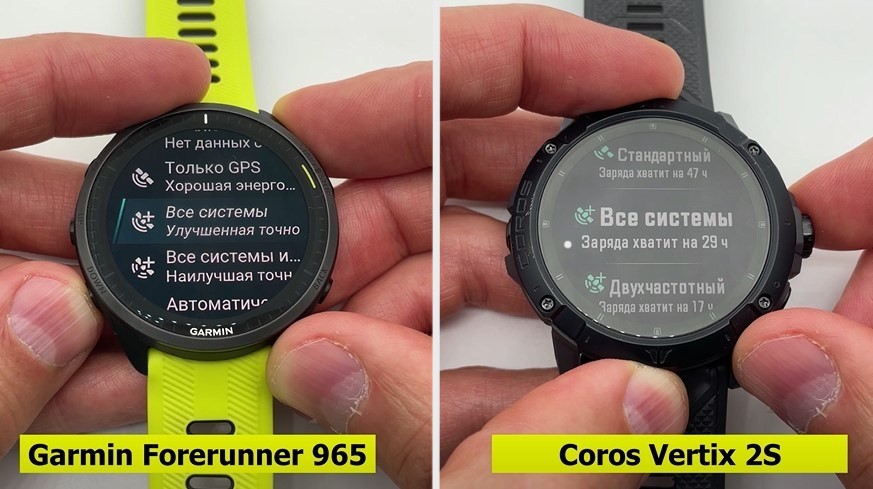 Нет данных с
Только GPS
Хорошая энерго...
Все системы
Улучшенная точно
Все системы и...
Наилучшая точн
Автоматичес
GARMIN
Garmin Forerunner 965
Стандартный
Заряда хватит на 47 ч
Все системы
Заряда хватит на 29 ч
Двухчастотный
Заряда хватит на 17 ч
COROS
Coros Vertix 2S